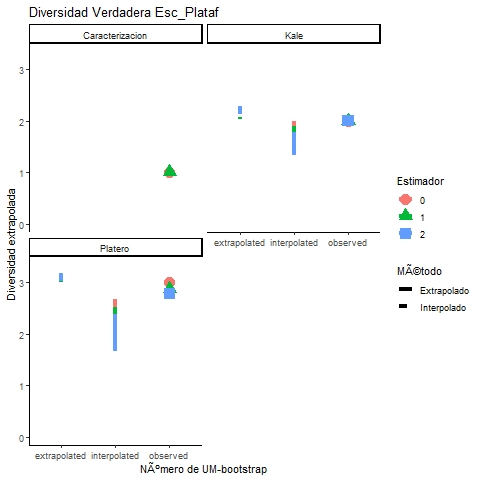 Diversidad Verdadera Esc_Plataf
Caracterizacion
Kale
3
2
1
0
extrapolated interpolated observed
Platero
3
2
1
0
extrapolated interpolated observed
Diversidad extrapolada
NÃºmero de UM-bootstrap
Estimador
0
1
2
MÃ©todo
Extrapolado
Interpolado